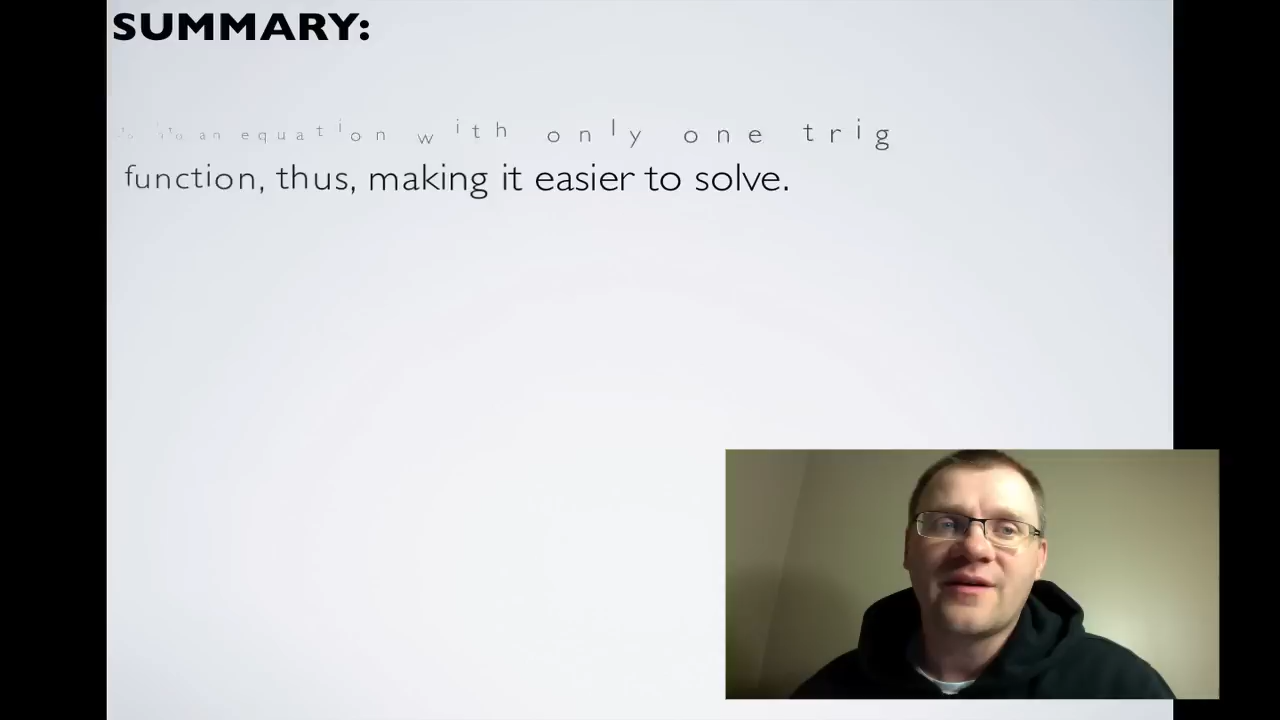 SUMMARY:
an equation with only one trig
function, thus, making it easier to solve.